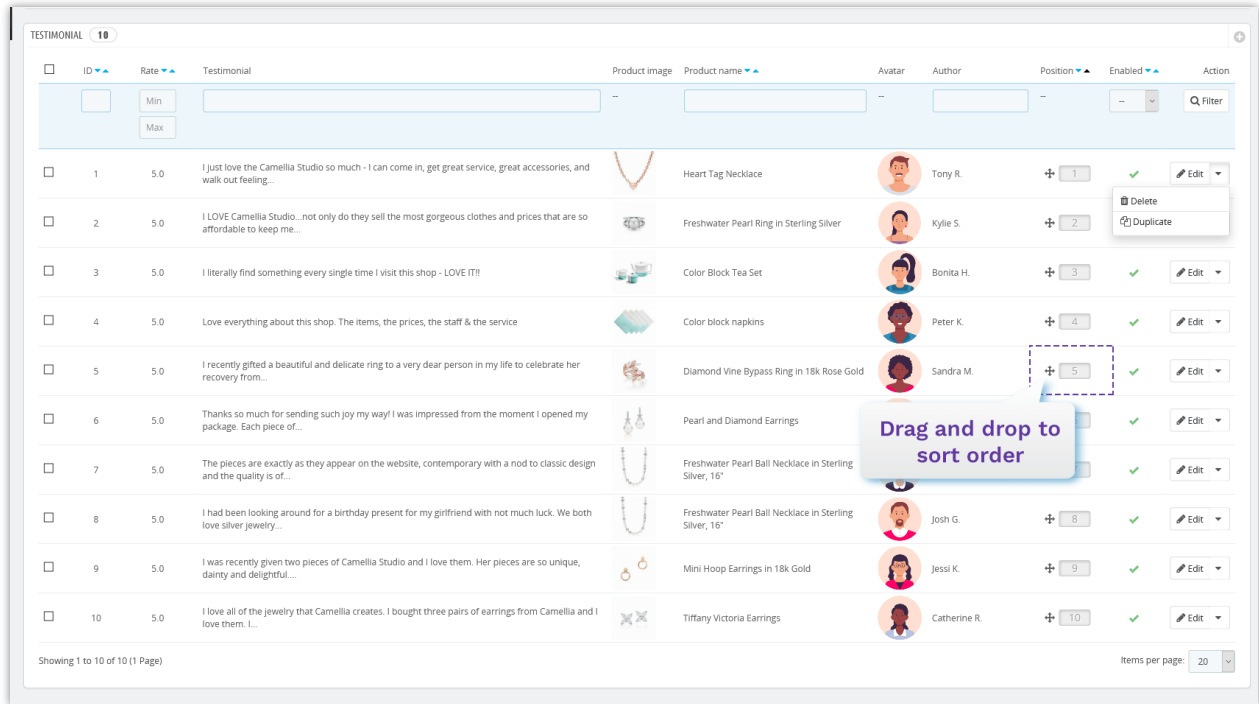 TESTIMONIAL 10
ID Rate Testimonial Product image Product name Avatar Author Position Enabled Action
Min -- -- -- -- Filter
Max
1 5.0 I just love the Camellia Studio so much - I can come in, get great service, great accessories, and
walk out feeling...
Heart Tag Necklace Tony R. 1 Edit
Delete
Duplicate
2 5.0 I LOVE Camellia Studio...not only do they sell the most gorgeous clothes and prices that are so
affordable to keep me...
Freshwater Pearl Ring in Sterling Silver Kylie S. 2
3 5.0 I literally find something every single time I visit this shop - LOVE IT!! Color Block Tea Set Bonita H. 3 Edit
4 5.0 Love everything about this shop. The items, the prices, the staff & the service Color block napkins Peter K. 4 Edit
5 5.0 I recently gifted a beautiful and delicate ring to a very dear person in my life to celebrate her
recovery from...
Diamond Vine Bypass Ring in 18k Rose Gold Sandra M. 5 Edit
Drag and drop to
sort order
6 5.0 Thanks so much for sending such joy my way! I was impressed from the moment I opened my
package. Each piece of...
Pearl and Diamond Earrings Edit
7 5.0 The pieces are exactly as they appear on the website, contemporary with a nod to classic design
and the quality is of...
Freshwater Pearl Ball Necklace in Sterling
Silver, 16"
Edit
8 5.0 I had been looking around for a birthday present for my girlfriend with not much luck. We both
love silver jewelry...
Freshwater Pearl Ball Necklace in Sterling
Silver, 16"
Josh G. 8 Edit
9 5.0 I was recently given two pieces of Camellia Studio and I love them. Her pieces are so unique,
dainty and delightful....
Mini Hoop Earrings in 18k Gold Jessi K. 9 Edit
10 5.0 I love all of the jewelry that Camellia creates. I bought three pairs of earrings from Camellia and I
love them. I...
Tiffany Victoria Earrings Catherine R. 10 Edit
Showing 1 to 10 of 10 (1 Page) Items per page: 20